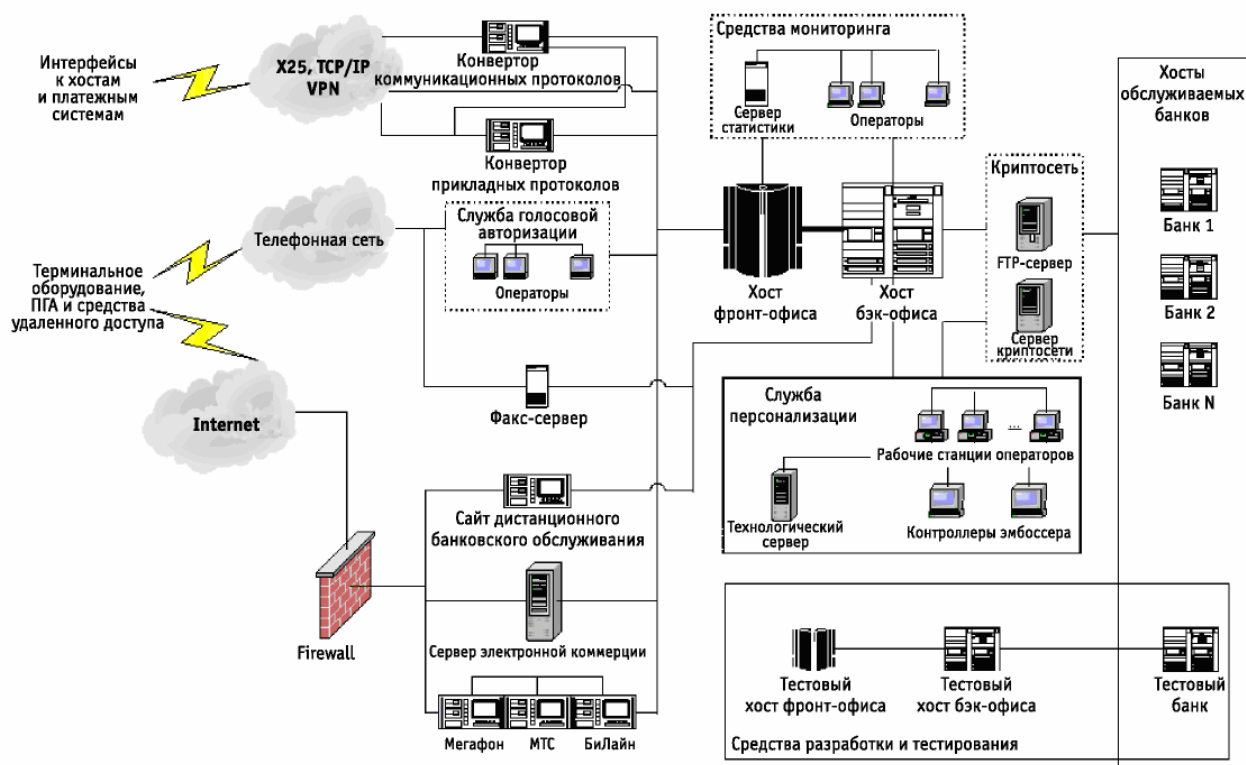 Интерфейсы
к хостам
и платежным
системам
X25, TCP/IP
VPN
Конвертор
коммуникационных протоколов
Конвертор
прикладных протоколов
Средства мониторинга
Сервер
статистики
Операторы
Хосты
обслуживаемых
банков
Банк 1
Банк 2
Банк N
Криптосеть
FTP-сервер
Сервер
криптосети
Телефонная сеть
Служба голосовой
авторизации
Операторы
Хост
фронт-офиса
Хост
бэк-офиса
Терминальное
оборудование,
ПГА и средства
удаленного доступа
Internet
Факс-сервер
Служба
персонализации
...
Рабочие станции операторов
Технологический
сервер
Контроллеры эмбоссера
Сайт дистанционного
банковского обслуживания
Firewall
Сервер электронной коммерции
Мегафон
МТС
БиЛайн
Тестовый
хост фронт-офиса
Тестовый
хост бэк-офиса
Тестовый
банк
Средства разработки и тестирования